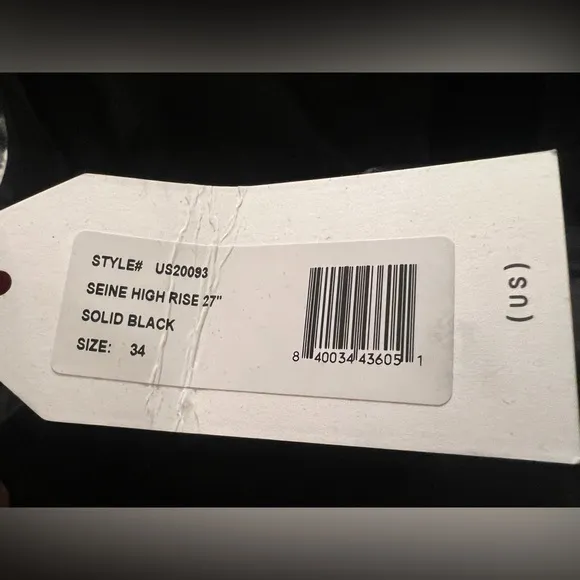 STYLE# US20093
SEINE HIGH RISE 27"
SOLID BLACK
SIZE: 34
8 40034 43605 1
(US)